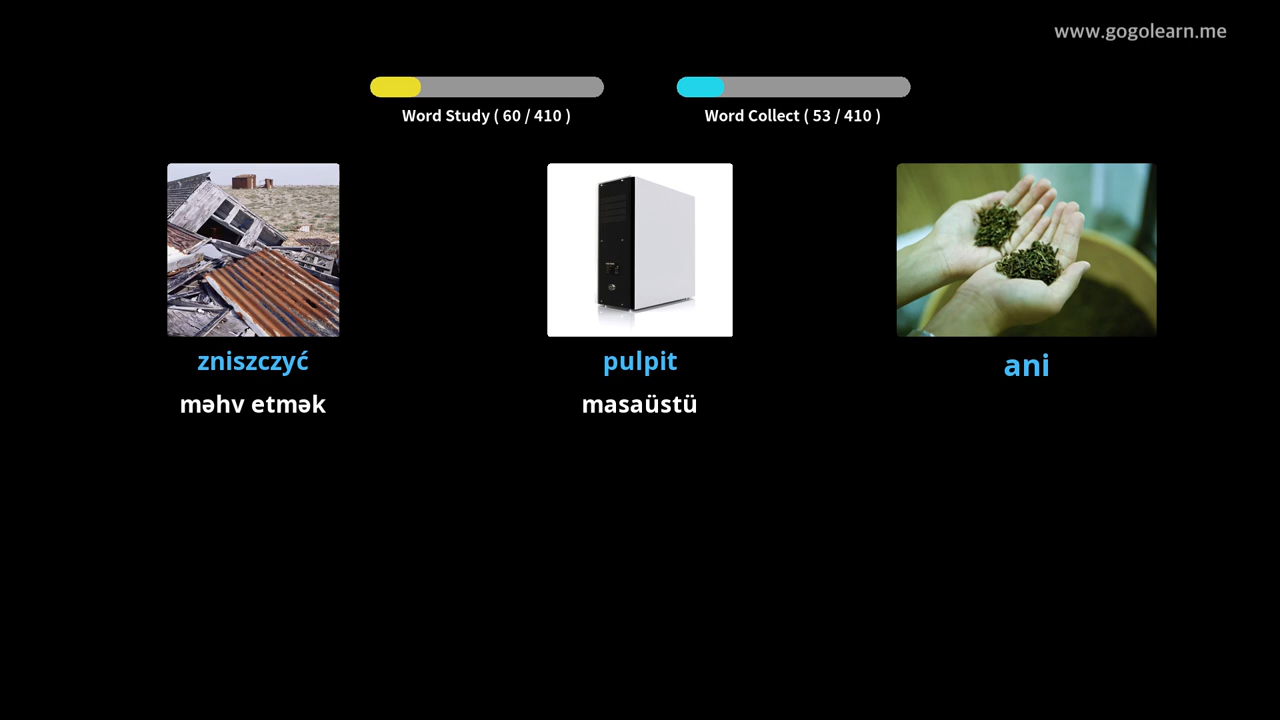 www.gogolearn.me
Word Study ( 60 / 410 )
Word Collect ( 53 / 410 )
zniszczyć
məhv etmək
pulpit
masaüstü
ani